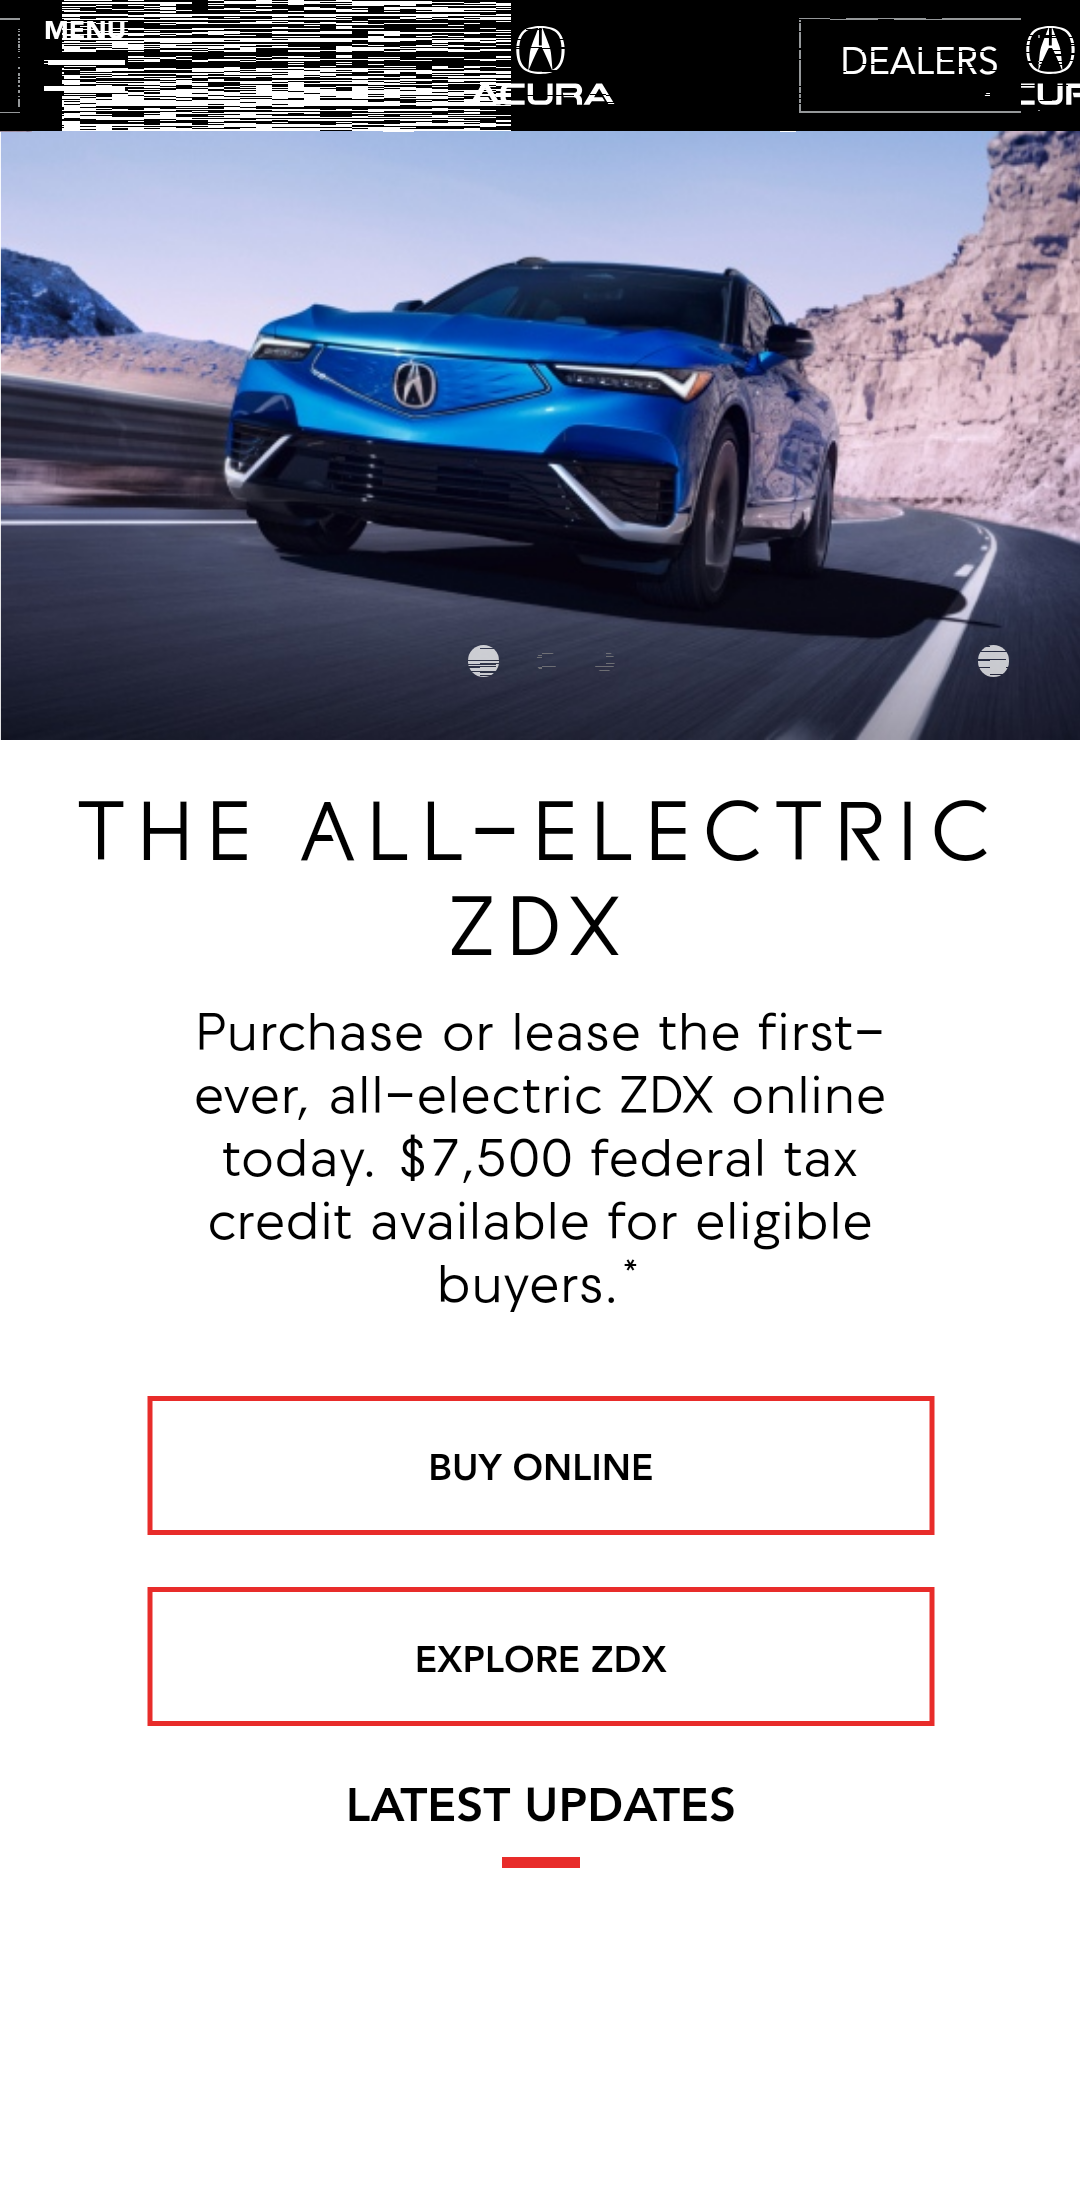 MENU
ACURA
DEALERS
THE ALL-ELECTRIC
ZDX
Purchase or lease the first-
ever, all-electric ZDX online
today. $7,500 federal tax
credit available for eligible
buyers.*
BUY ONLINE
EXPLORE ZDX
LATEST UPDATES